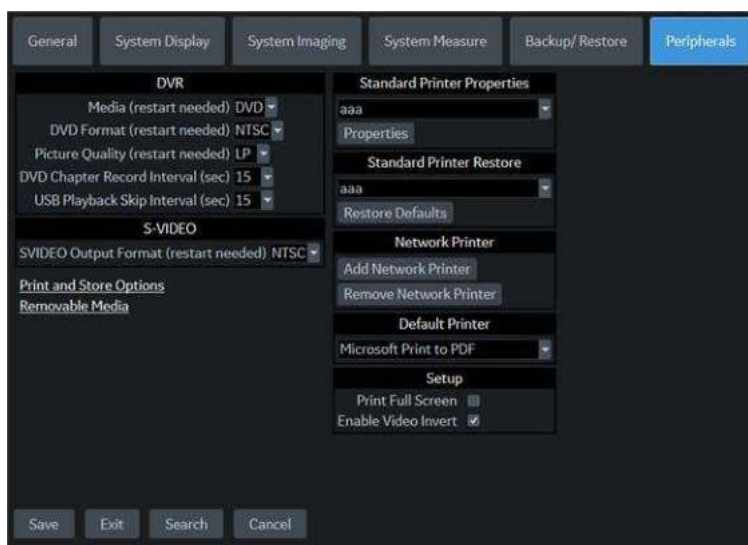 General
System Display
System Imaging
System Measure
Backup/ Restore
Peripherals
DVR
Media (restart needed) DVD
DVD Format (restart needed) NTSC
Picture Quality (restart needed) LP
DVD Chapter Record Interval (sec) 15
USB Playback Skip Interval (sec) 15
S-VIDEO
SVIDEO Output Format (restart needed) NTSC
Print and Store Options
Removable Media
Standard Printer Properties
aaa
Properties
Standard Printer Restore
aaa
Restore Defaults
Network Printer
Add Network Printer
Remove Network Printer
Default Printer
Microsoft Print to PDF
Setup
Print Full Screen
Enable Video Invert
Save
Exit
Search
Cancel